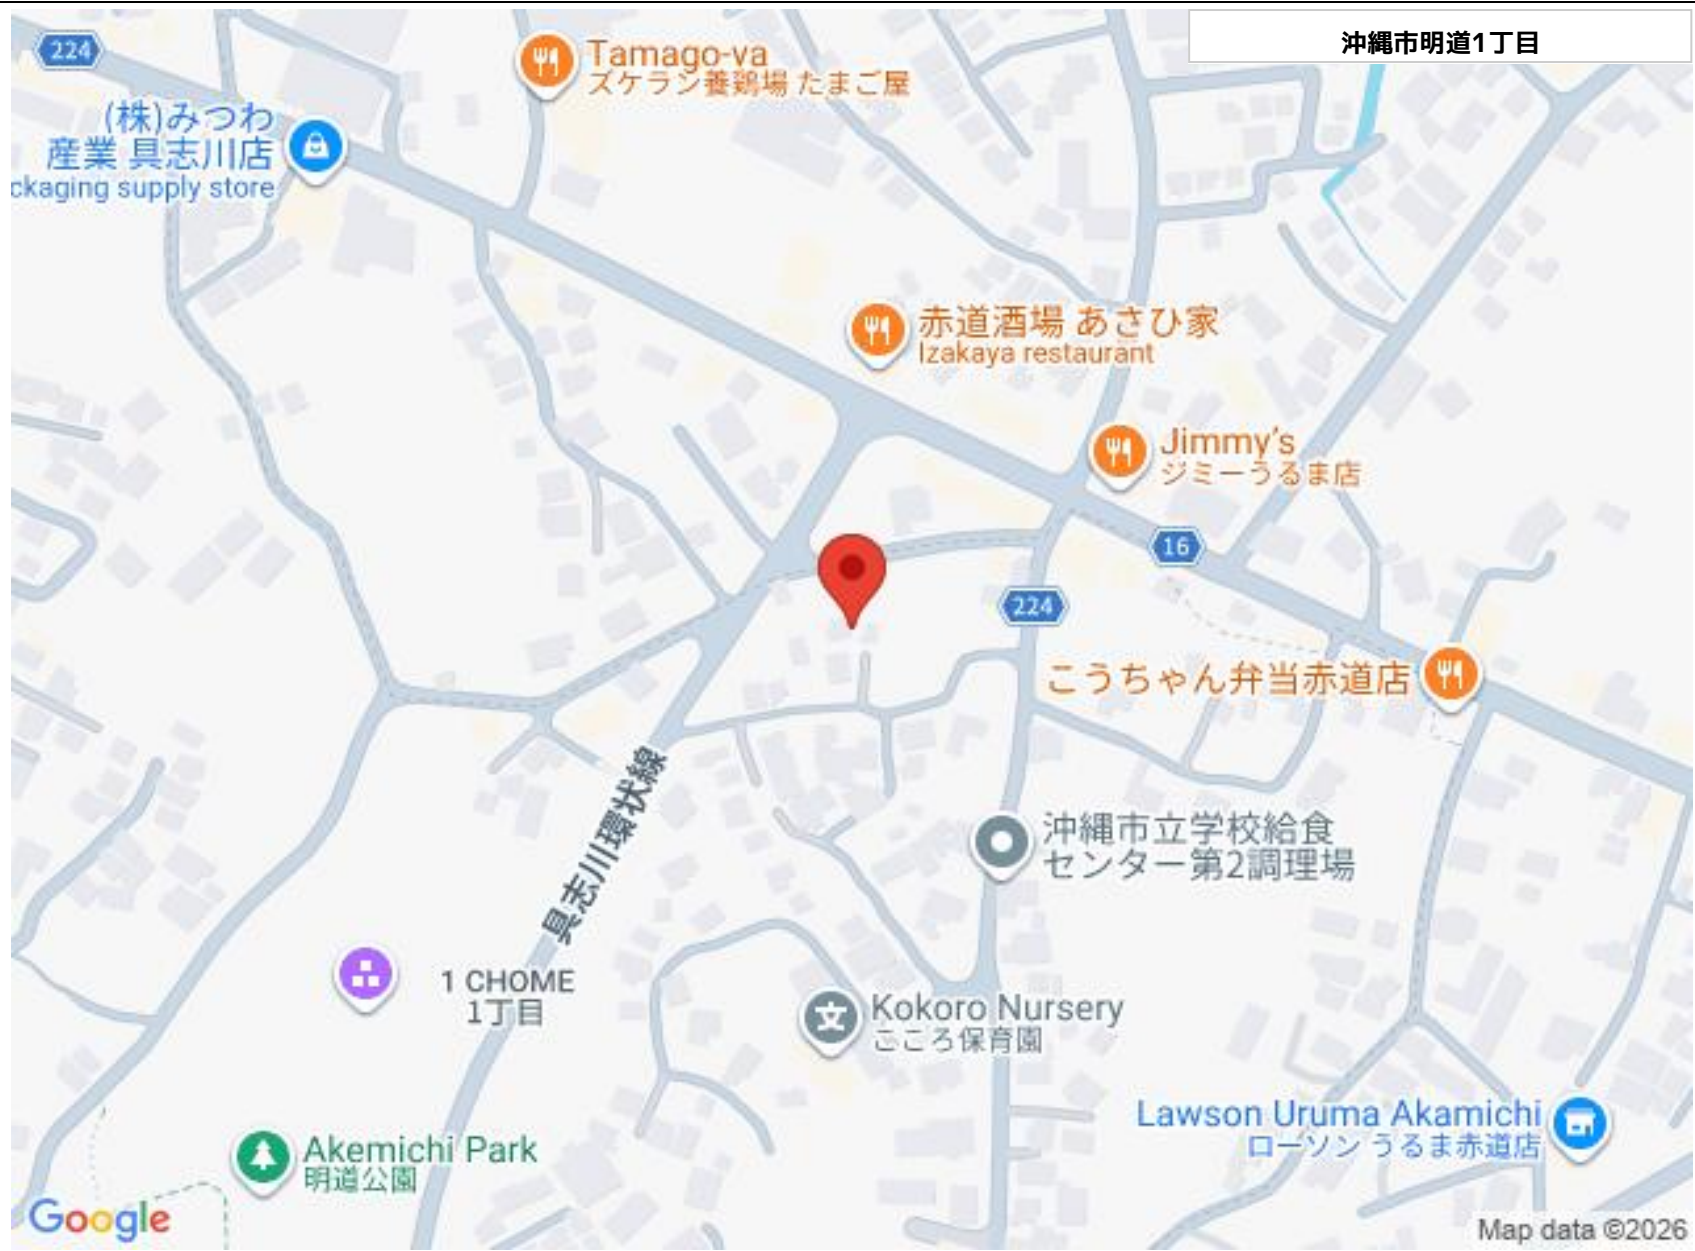 沖縄市明道1丁目
224
Tamago-ya
ズケラン養鶏場 たまご屋
(株)みつわ
産業 具志川店
ckaging supply store
赤道酒場 あさひ家
Izakaya restaurant
Jimmy's
ジミーうるま店
16
224
こうちゃん弁当赤道店
具志川環状線
沖縄市立学校給食
センター第2調理場
1 CHOME
1丁目
Kokoro Nursery
こころ保育園
Lawson Uruma Akamichi
ローソン うるま赤道店
Akemichi Park
明道公園
Google
Map data ©2026